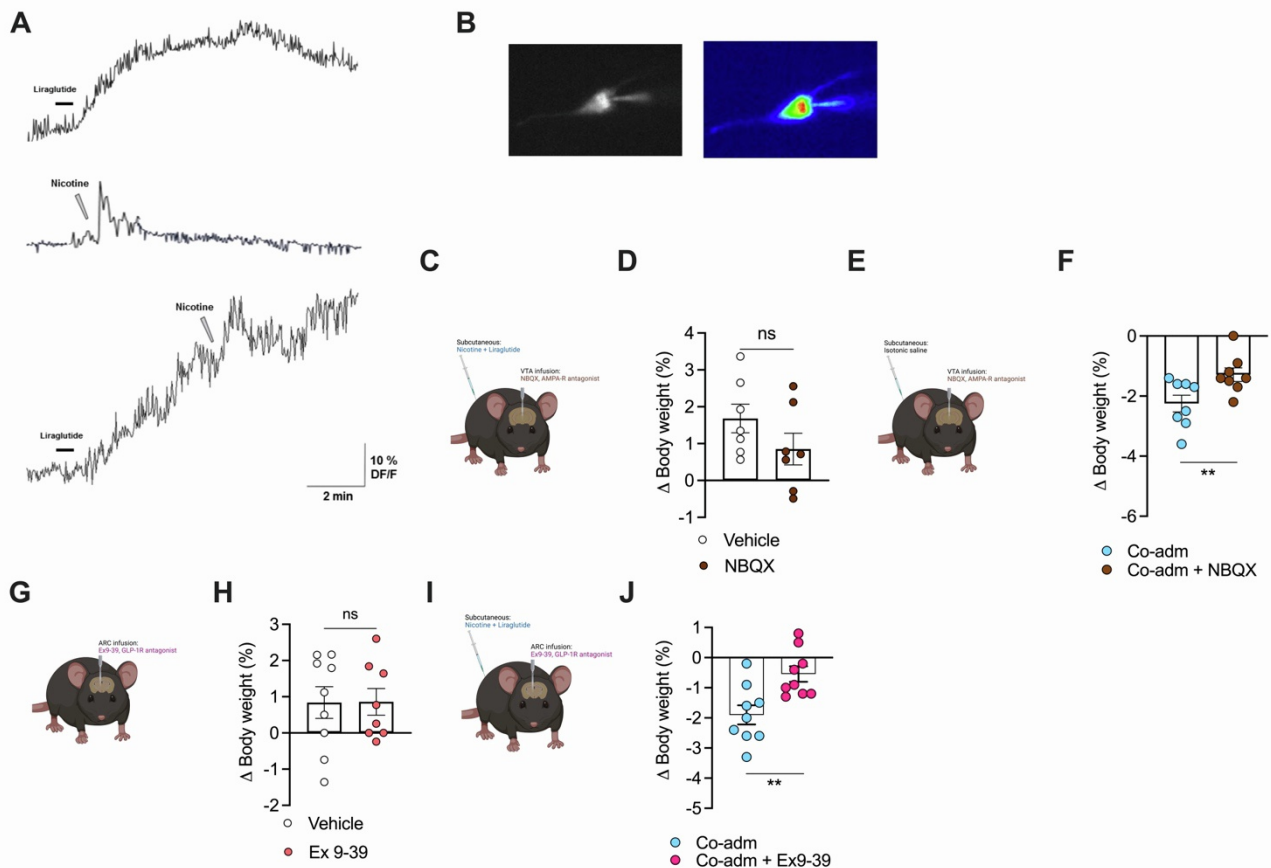 A
Liraglutide
Nicotine
Nicotine
Liraglutide
10 %
DF/F
2 min
B
C
Subcutaneous:
Nicotine + Liraglutide
VTA infusion:
NBQX, AMPA-R antagonist
D
Δ Body weight (%)
4
3
2
1
0
-1
ns
Vehicle
NBQX
E
Subcutaneous:
Isotonic saline
VTA infusion:
NBQX, AMPA-R antagonist
F
Δ Body weight (%)
0
-2
-4
-6
**
Co-adm
Co-adm + NBQX
G
ARC infusion:
Ex9-39, GLP-1R antagonist
H
Δ Body weight (%)
3
2
1
0
-1
-2
ns
Vehicle
Ex 9-39
I
Subcutaneous:
Nicotine + Liraglutide
ARC infusion:
Ex9-39, GLP-1R antagonist
J
Δ Body weight (%)
1
0
-1
-2
-3
-4
-5
**
Co-adm
Co-adm + Ex9-39